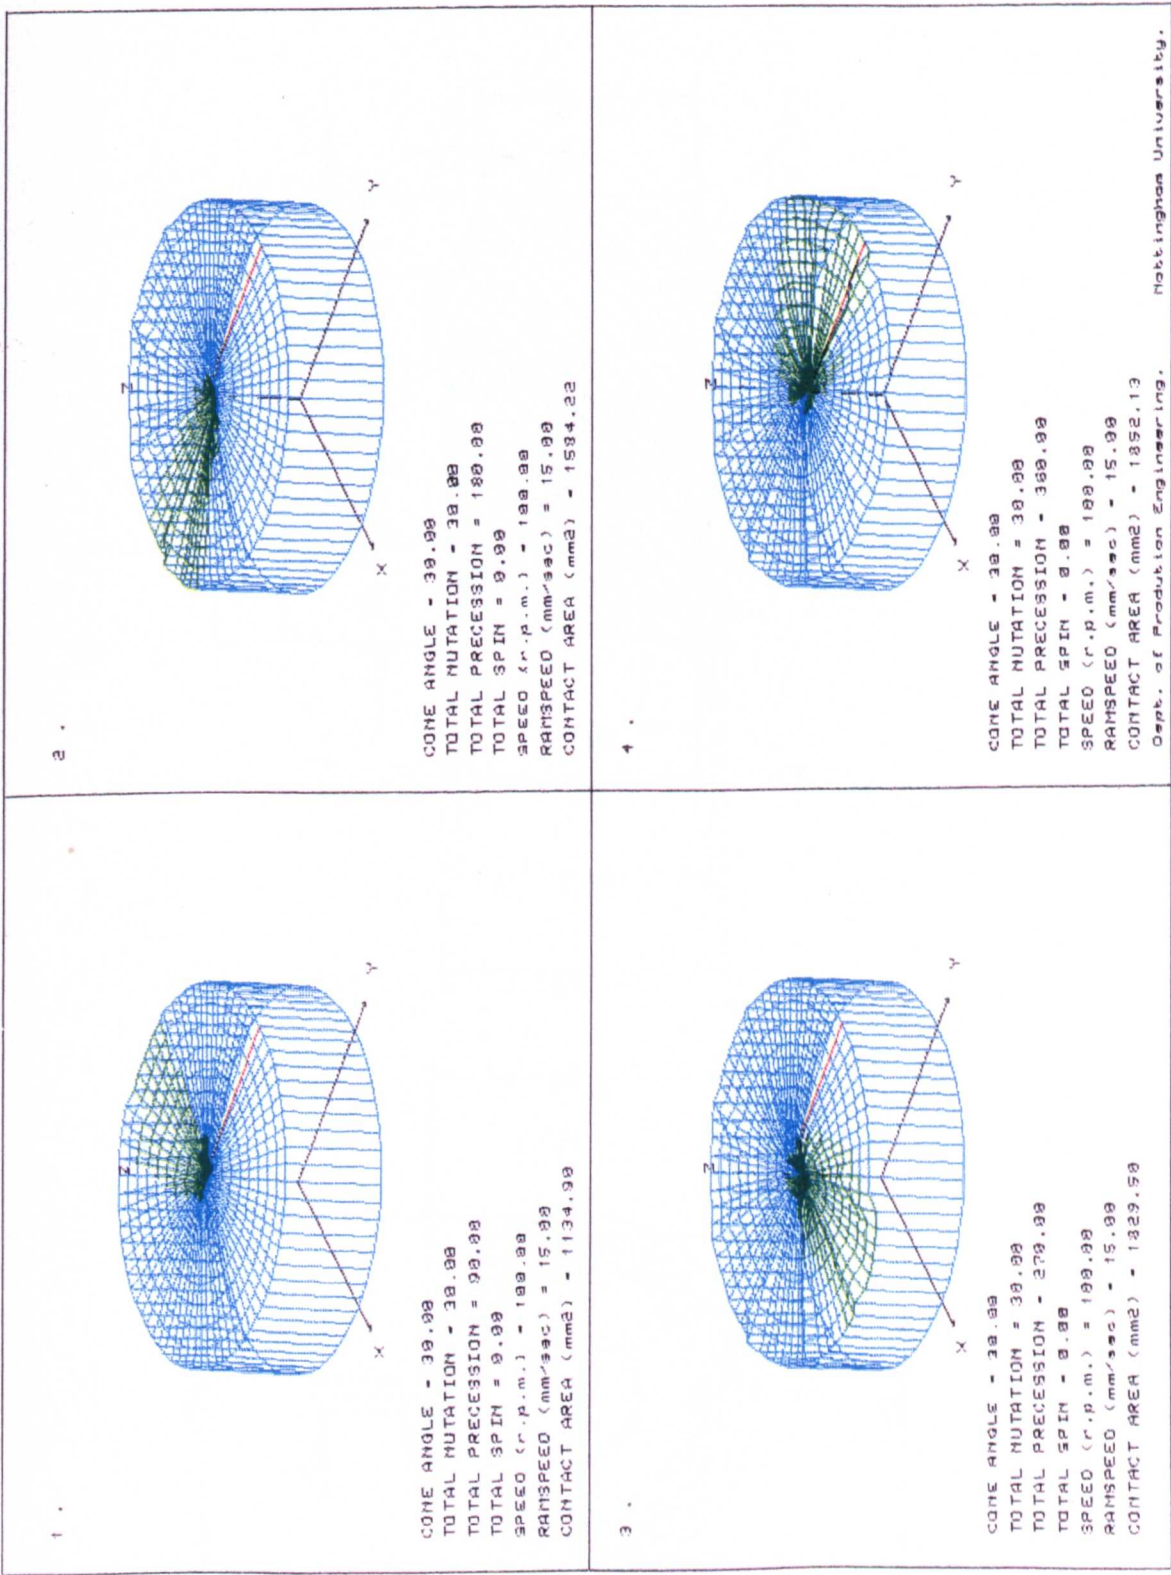 1 .
Z
X
Y
CONE ANGLE - 30.00
TOTAL NUTATION - 30.00
TOTAL PRECESSION = 90.00
TOTAL SPIN = 0.00
SPEED (r.p.m.) - 100.00
RAMSPEED (mm/sec) = 15.00
CONTACT AREA (mm2) - 1134.90
2 .
Z
X
Y
CONE ANGLE - 30.00
TOTAL NUTATION - 30.00
TOTAL PRECESSION = 180.00
TOTAL SPIN = 0.00
SPEED (r.p.m.) - 100.00
RAMSPEED (mm/sec) = 15.00
CONTACT AREA (mm2) - 1584.22
3 .
Z
X
Y
CONE ANGLE - 30.00
TOTAL NUTATION = 30.00
TOTAL PRECESSION - 270.00
TOTAL SPIN - 0.00
SPEED (r.p.m.) = 100.00
RAMSPEED (mm/sec) - 15.00
CONTACT AREA (mm2) - 1829.50
4 .
Z
X
Y
CONE ANGLE - 30.00
TOTAL NUTATION = 30.00
TOTAL PRECESSION - 360.00
TOTAL SPIN - 0.00
SPEED (r.p.m.) = 100.00
RAMSPEED (mm/sec) - 15.00
CONTACT AREA (mm2) - 1852.13
Dept. of Prodution Enginering. Nottingham University.